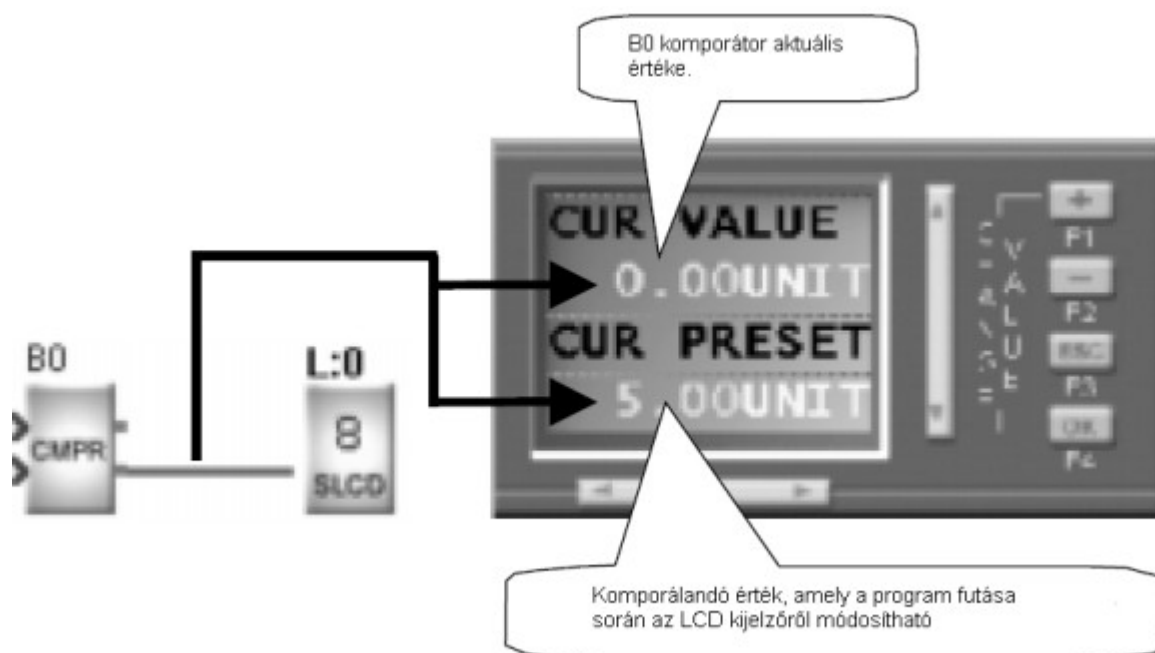 B0 komporátor aktuális
értéke.
CUR VALUE
0.00UNIT
CUR PRESET
5.00UNIT
B0
CMPR
L:0
8
SLCD
CHANGE
VALUE
+
F1
−
F2
ESC
F3
OK
F4
Komporálandó érték, amely a program futása
során az LCD kijelzőről módosítható